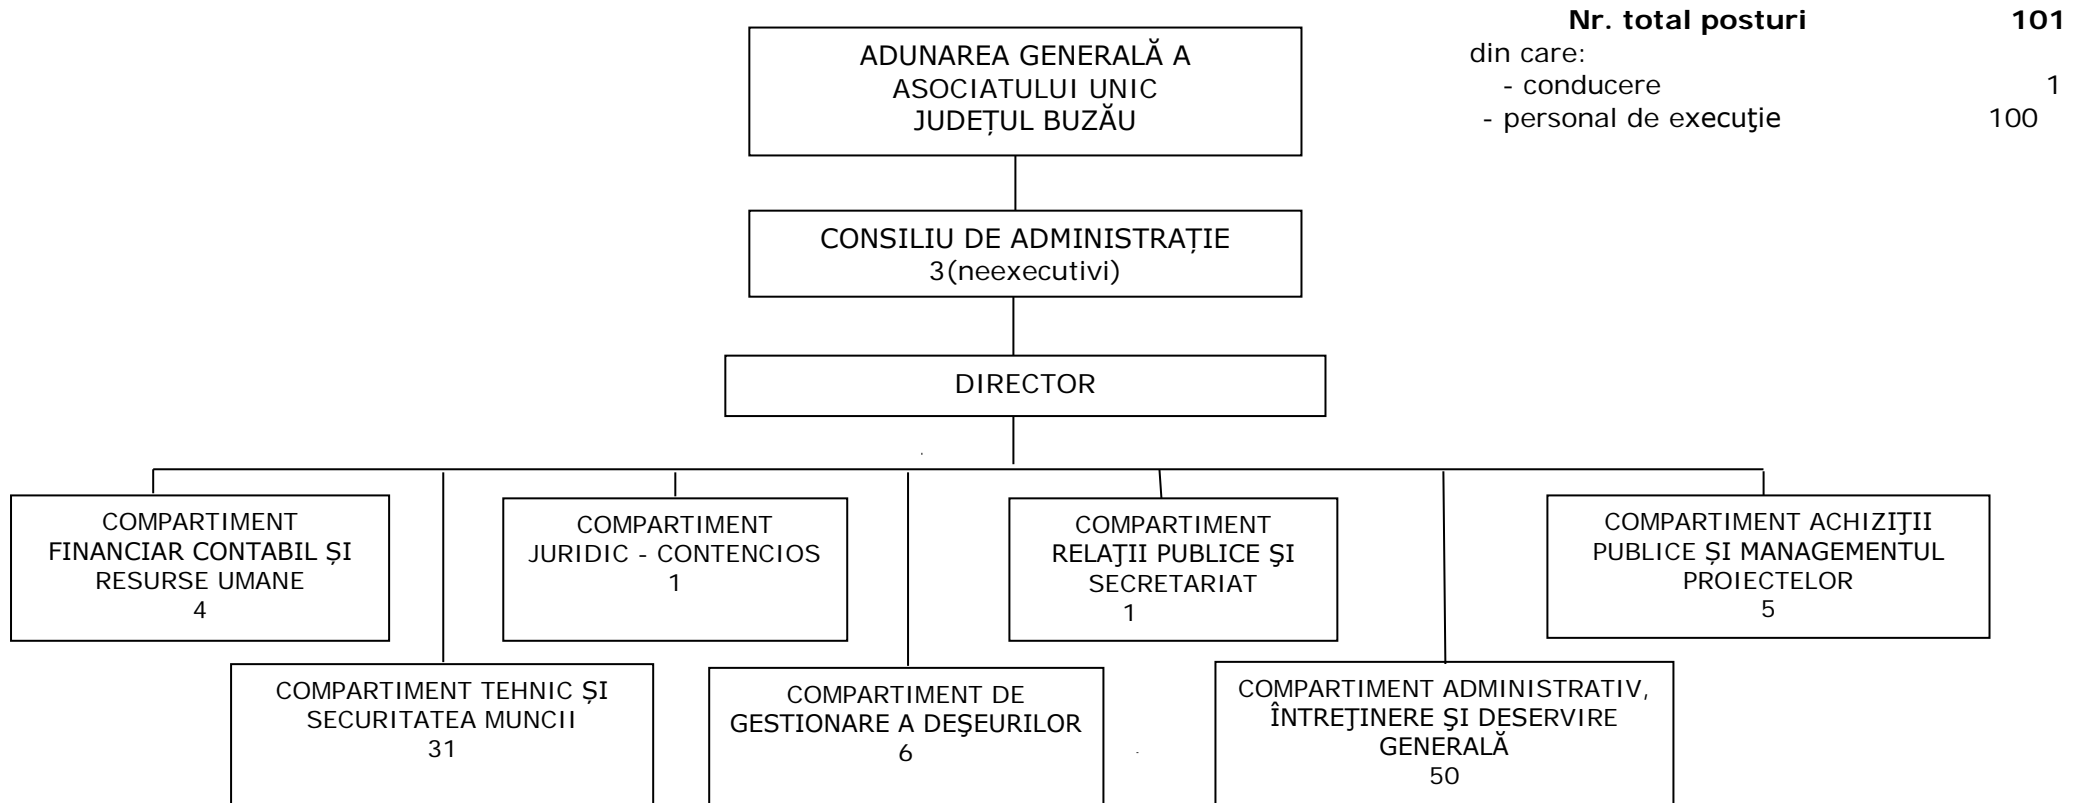 Nr. total posturi 101
din care:
- conducere 1
- personal de execuţie 100
ADUNAREA GENERALĂ A
ASOCIATULUI UNIC
JUDEȚUL BUZĂU
CONSILIU DE ADMINISTRAȚIE
3(neexecutivi)
DIRECTOR
COMPARTIMENT
FINANCIAR CONTABIL ȘI
RESURSE UMANE
4
COMPARTIMENT
JURIDIC - CONTENCIOS
1
COMPARTIMENT
RELAŢII PUBLICE ŞI
SECRETARIAT
1
COMPARTIMENT ACHIZIŢII
PUBLICE ȘI MANAGEMENTUL
PROIECTELOR
5
COMPARTIMENT TEHNIC ŞI
SECURITATEA MUNCII
31
COMPARTIMENT DE
GESTIONARE A DEŞEURILOR
6
COMPARTIMENT ADMINISTRATIV,
ÎNTREŢINERE ŞI DESERVIRE
GENERALĂ
50